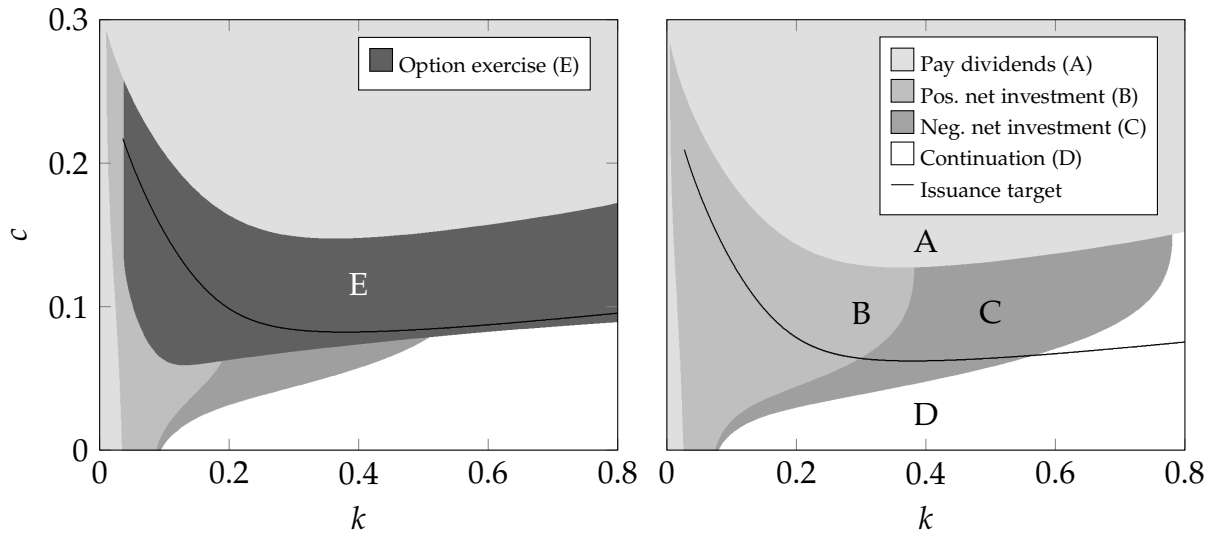 0.3
0.2
0.1
0
c
0
0.2
0.4
0.6
0.8
k
Option exercise (E)
E
0
0.2
0.4
0.6
0.8
k
Pay dividends (A)
Pos. net investment (B)
Neg. net investment (C)
Continuation (D)
Issuance target
A
B
C
D